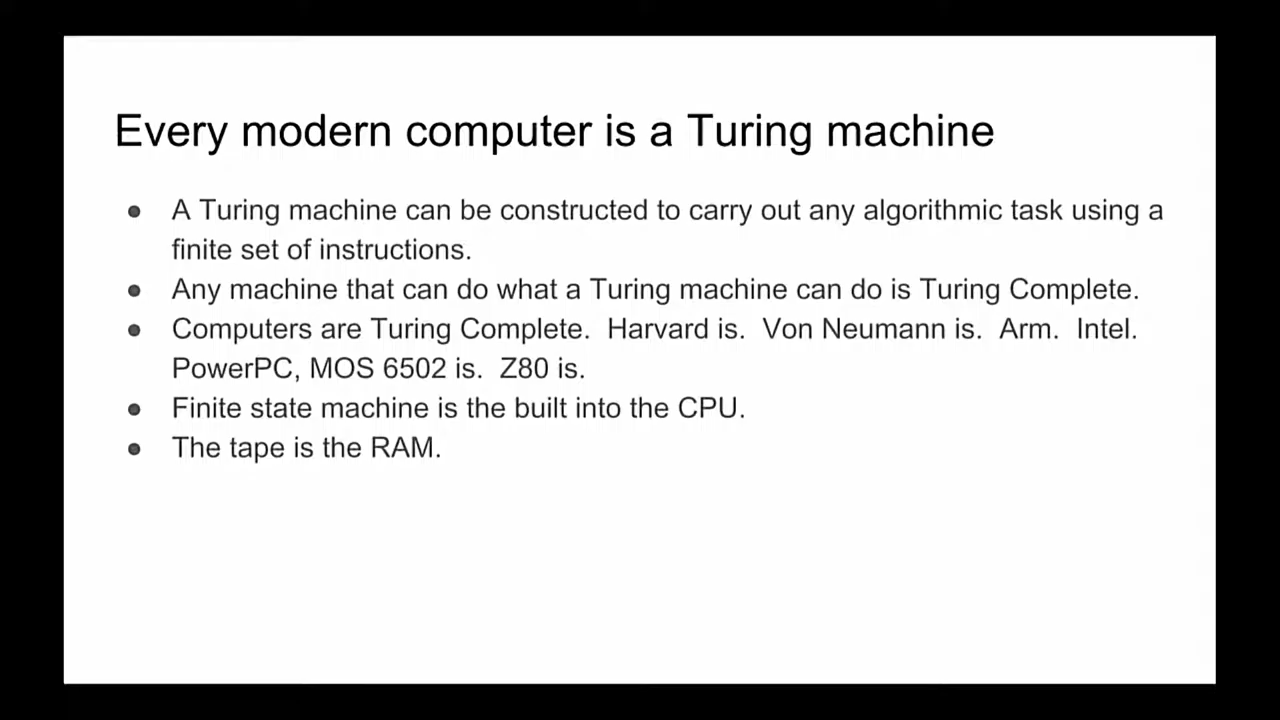 Every modern computer is a Turing machine
● A Turing machine can be constructed to carry out any algorithmic task using a
finite set of instructions.
● Any machine that can do what a Turing machine can do is Turing Complete.
● Computers are Turing Complete.  Harvard is.  Von Neumann is.  Arm.  Intel.
PowerPC, MOS 6502 is.  Z80 is.
● Finite state machine is the built into the CPU.
● The tape is the RAM.